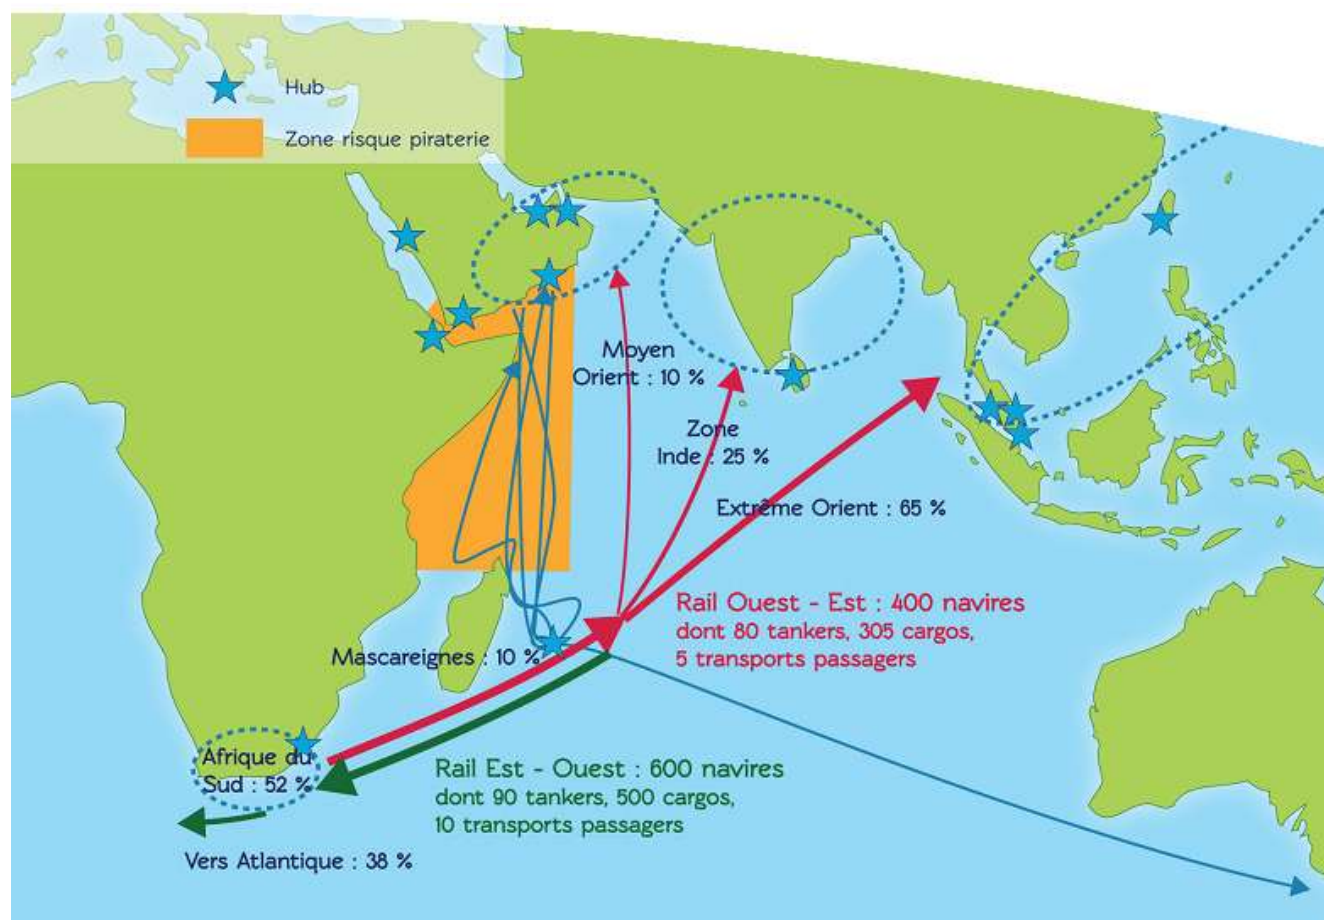 Hub
Zone risque piraterie
Moyen
Orient : 10 %
Zone
Inde : 25 %
Extrême Orient : 65 %
Rail Ouest - Est : 400 navires
dont 80 tankers, 305 cargos,
5 transports passagers
Mascareignes : 10 %
Afrique du
Sud : 52 %
Rail Est - Ouest : 600 navires
dont 90 tankers, 500 cargos,
10 transports passagers
Vers Atlantique : 38 %